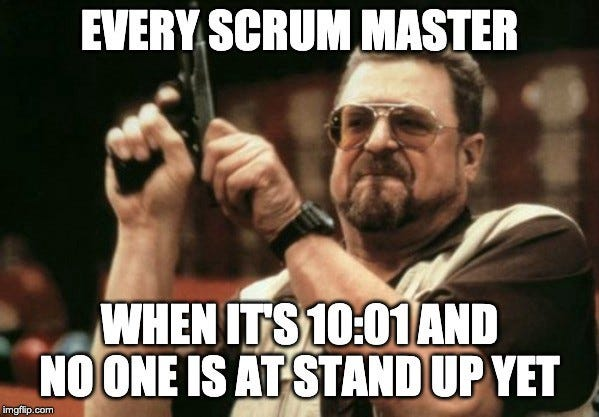 EVERY SCRUM MASTER
WHEN IT'S 10:01 AND
NO ONE IS AT STAND UP YET
imgflip.com